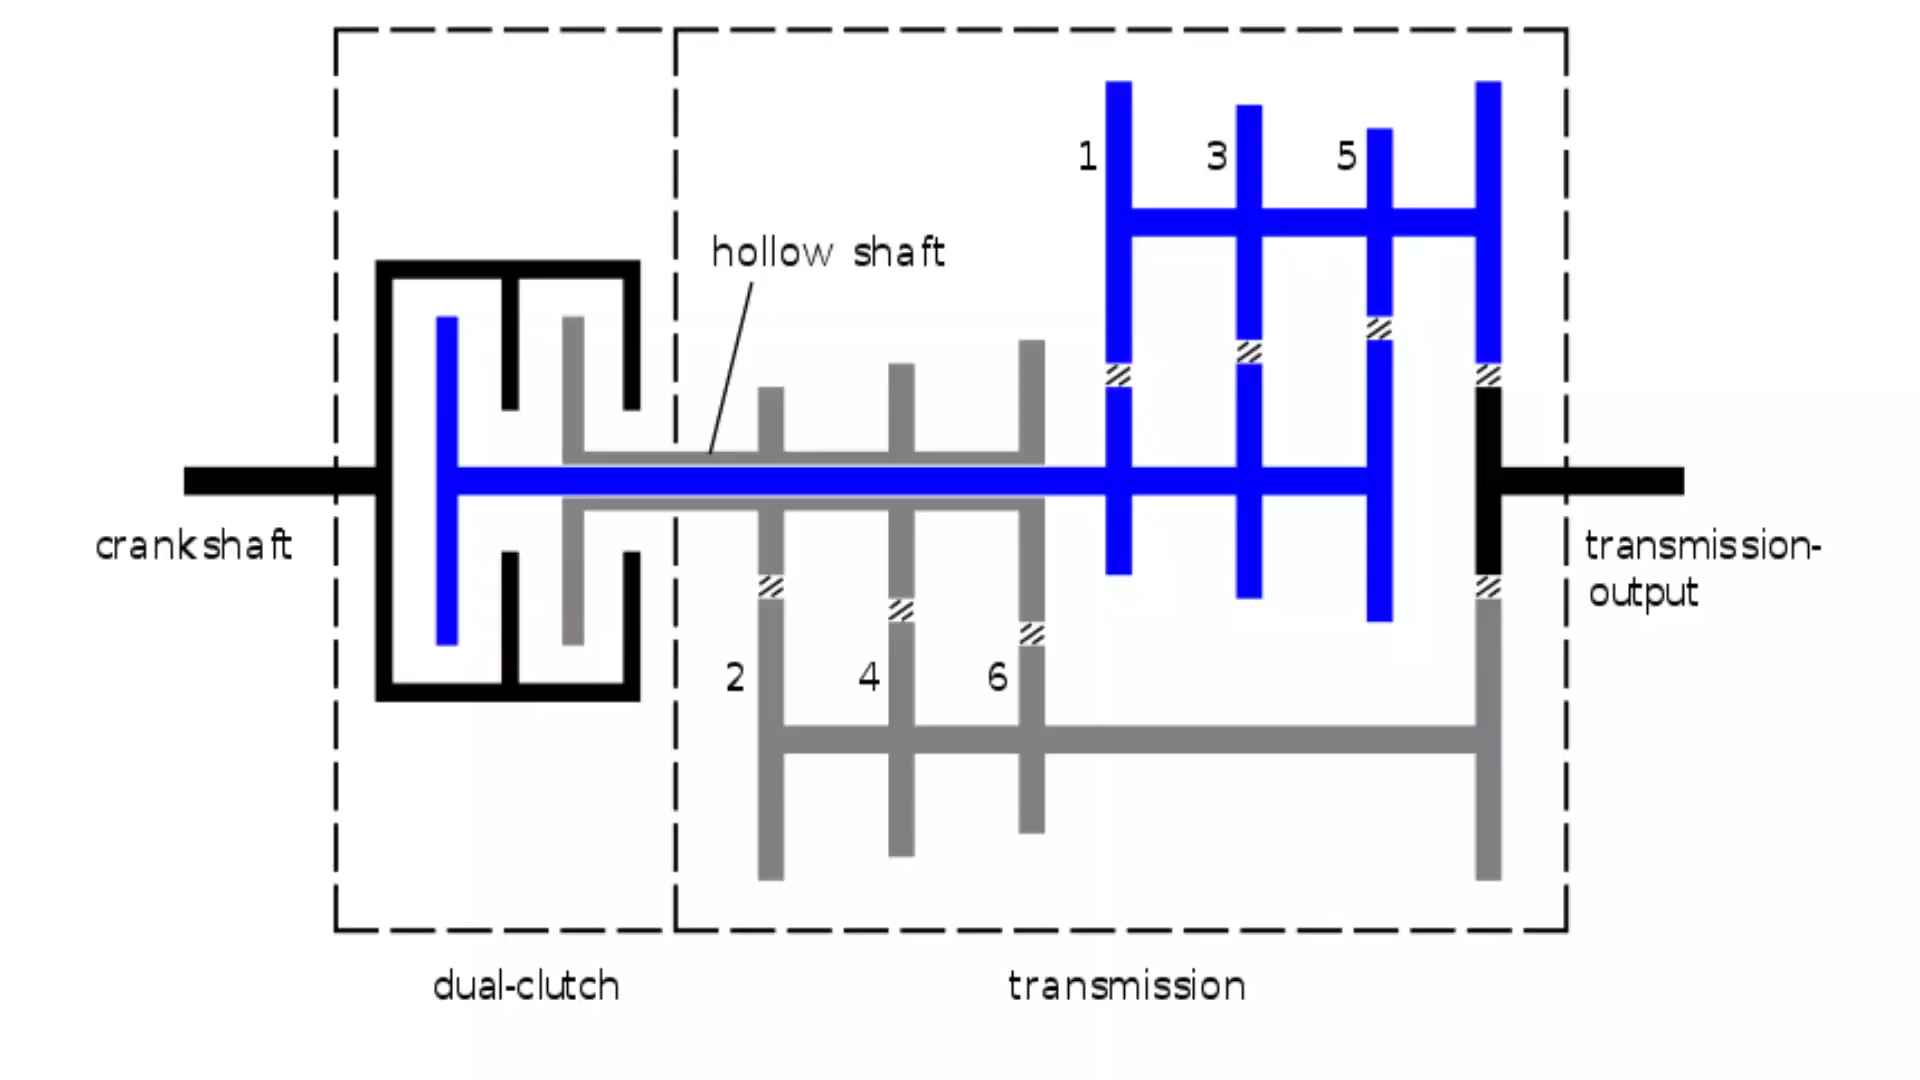 1
3
5
hollow shaft
crankshaft
transmission-
output
2
4
6
dual-clutch
transmission